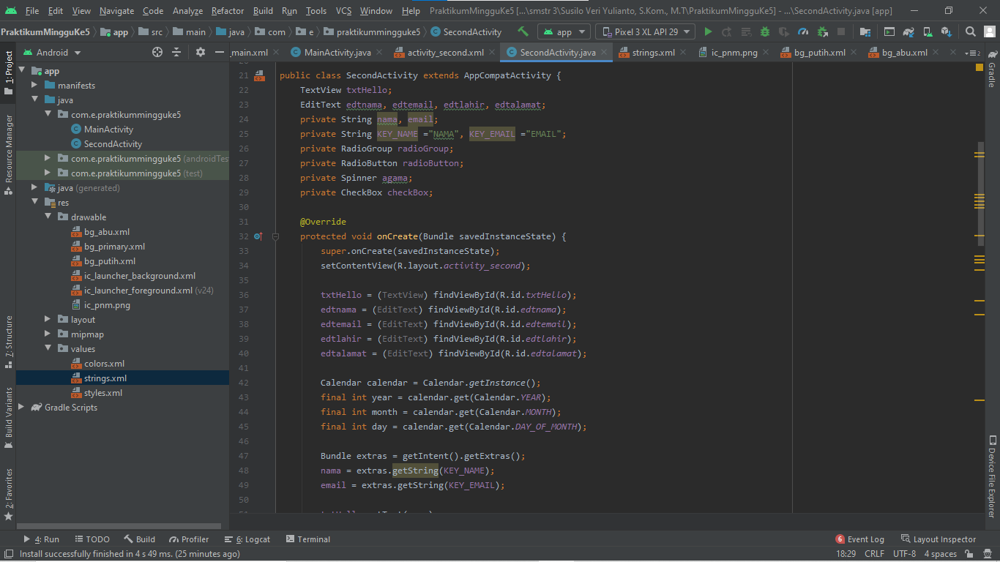 File Edit View Navigate Code Analyze Refactor Build Run Tools VCS Window Help PraktikumMingguKe5 [...\smstr 3\Susilo Veri Yulianto, S.Kom., M.T\PraktikumMingguKe5] - ...\SecondActivity.java [app]
PraktikumMingguKe5 app src main java com e praktikummingguke5 SecondActivity app Pixel 3 XL API 29
Android _main.xml MainActivity.java activity_second.xml SecondActivity.java strings.xml ic_pnm.png bg_putih.xml bg_abu.xml 2
1: Project
Resource Manager
7: Structure
Build Variants
2: Favorites
app
manifests
java
com.e.praktikummingguke5
MainActivity
SecondActivity
com.e.praktikummingguke5 (androidTes
com.e.praktikummingguke5 (test)
java (generated)
res
drawable
bg_abu.xml
bg_primary.xml
bg_putih.xml
ic_launcher_background.xml
ic_launcher_foreground.xml (v24)
ic_pnm.png
layout
mipmap
values
colors.xml
strings.xml
styles.xml
Gradle Scripts
21 public class SecondActivity extends AppCompatActivity {
22 TextView txtHello;
23 EditText edtnama, edtemail, edtlahir, edtalamat;
24 private String nama, email;
25 private String KEY_NAME ="NAMA", KEY_EMAIL ="EMAIL";
26 private RadioGroup radioGroup;
27 private RadioButton radioButton;
28 private Spinner agama;
29 private CheckBox checkBox;
30
31 @Override
32 protected void onCreate(Bundle savedInstanceState) {
33 super.onCreate(savedInstanceState);
34 setContentView(R.layout.activity_second);
35
36 txtHello = (TextView) findViewById(R.id.txtHello);
37 edtnama = (EditText) findViewById(R.id.edtnama);
38 edtemail = (EditText) findViewById(R.id.edtemail);
39 edtlahir = (EditText) findViewById(R.id.edtlahir);
40 edtalamat = (EditText) findViewById(R.id.edtalamat);
41
42 Calendar calendar = Calendar.getInstance();
43 final int year = calendar.get(Calendar.YEAR);
44 final int month = calendar.get(Calendar.MONTH);
45 final int day = calendar.get(Calendar.DAY_OF_MONTH);
46
47 Bundle extras = getIntent().getExtras();
48 nama = extras.getString(KEY_NAME);
49 email = extras.getString(KEY_EMAIL);
50
Gradle
Device File Explorer
4: Run TODO Build Profiler 6: Logcat Terminal 6 Event Log Layout Inspector
Install successfully finished in 4 s 49 ms. (25 minutes ago) 18:29 CRLF UTF-8 4 spaces